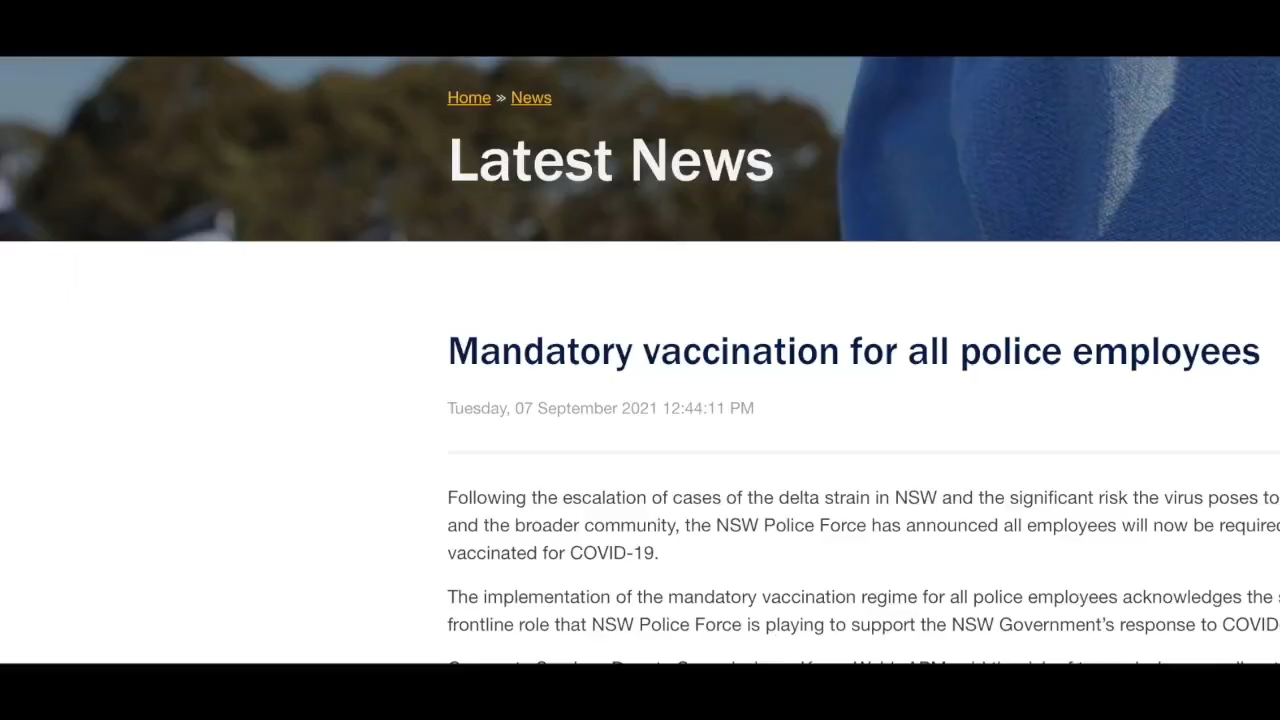 Home » News
Latest News
Mandatory vaccination for all police employees
Tuesday, 07 September 2021 12:44:11 PM
Following the escalation of cases of the delta strain in NSW and the significant risk the virus poses to
and the broader community, the NSW Police Force has announced all employees will now be required
vaccinated for COVID-19.
The implementation of the mandatory vaccination regime for all police employees acknowledges the
frontline role that NSW Police Force is playing to support the NSW Government's response to COVID